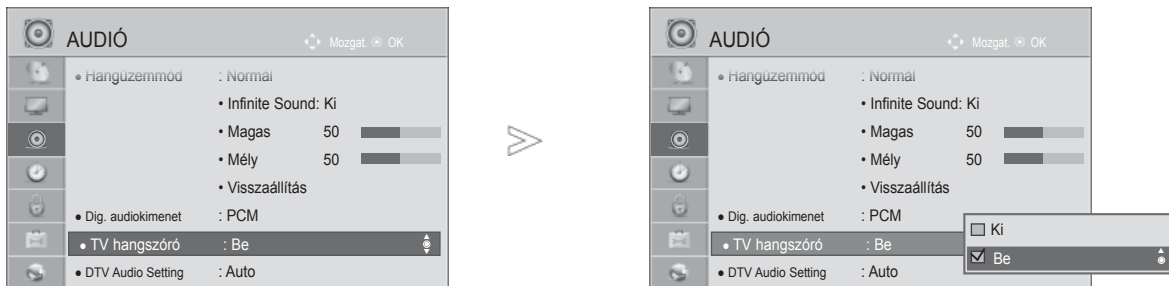 AUDIÓ Mozgat. OK
• Hangüzemmód : Normál
• Infinite Sound: Ki
• Magas 50
• Mély 50
• Visszaállítás
• Dig. audiokimenet : PCM
• TV hangszóró : Be
• DTV Audio Setting : Auto
AUDIÓ Mozgat. OK
• Hangüzemmód : Normál
• Infinite Sound: Ki
• Magas 50
• Mély 50
• Visszaállítás
• Dig. audiokimenet : PCM
• TV hangszóró : Be
• DTV Audio Setting : Auto
Ki
Be